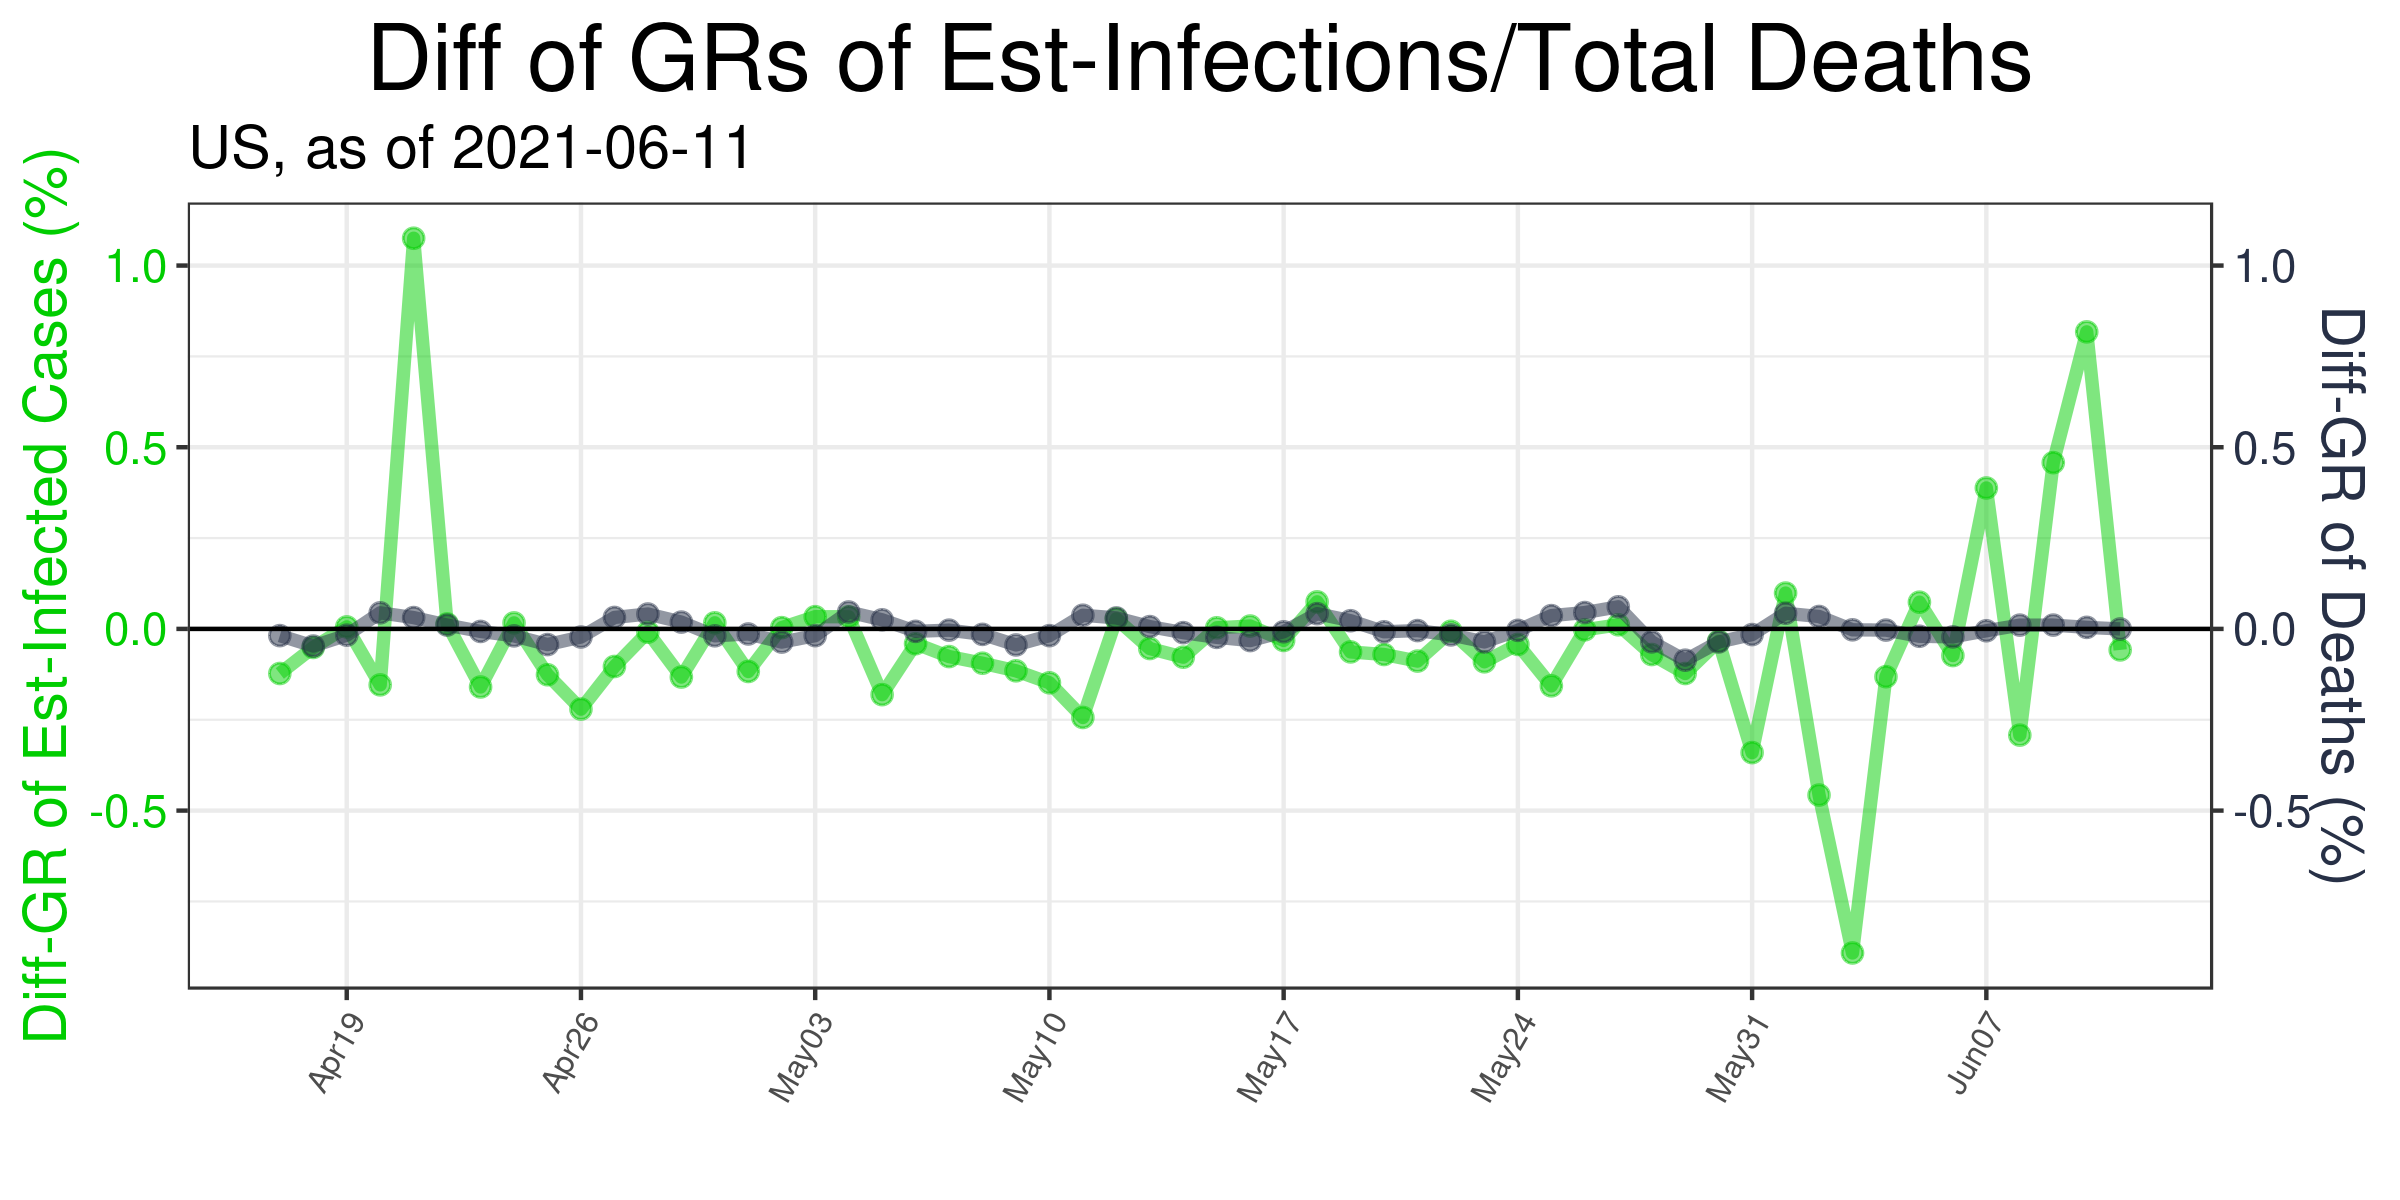 Diff of GRs of Est-Infections/Total Deaths
US, as of 2021-06-11
Diff-GR of Est-Infected Cases (%)
1.0
0.5
0.0
-0.5
1.0
0.5
0.0
-0.5
Diff-GR of Deaths (%)
Apr19
Apr26
May03
May10
May17
May24
May31
Jun07